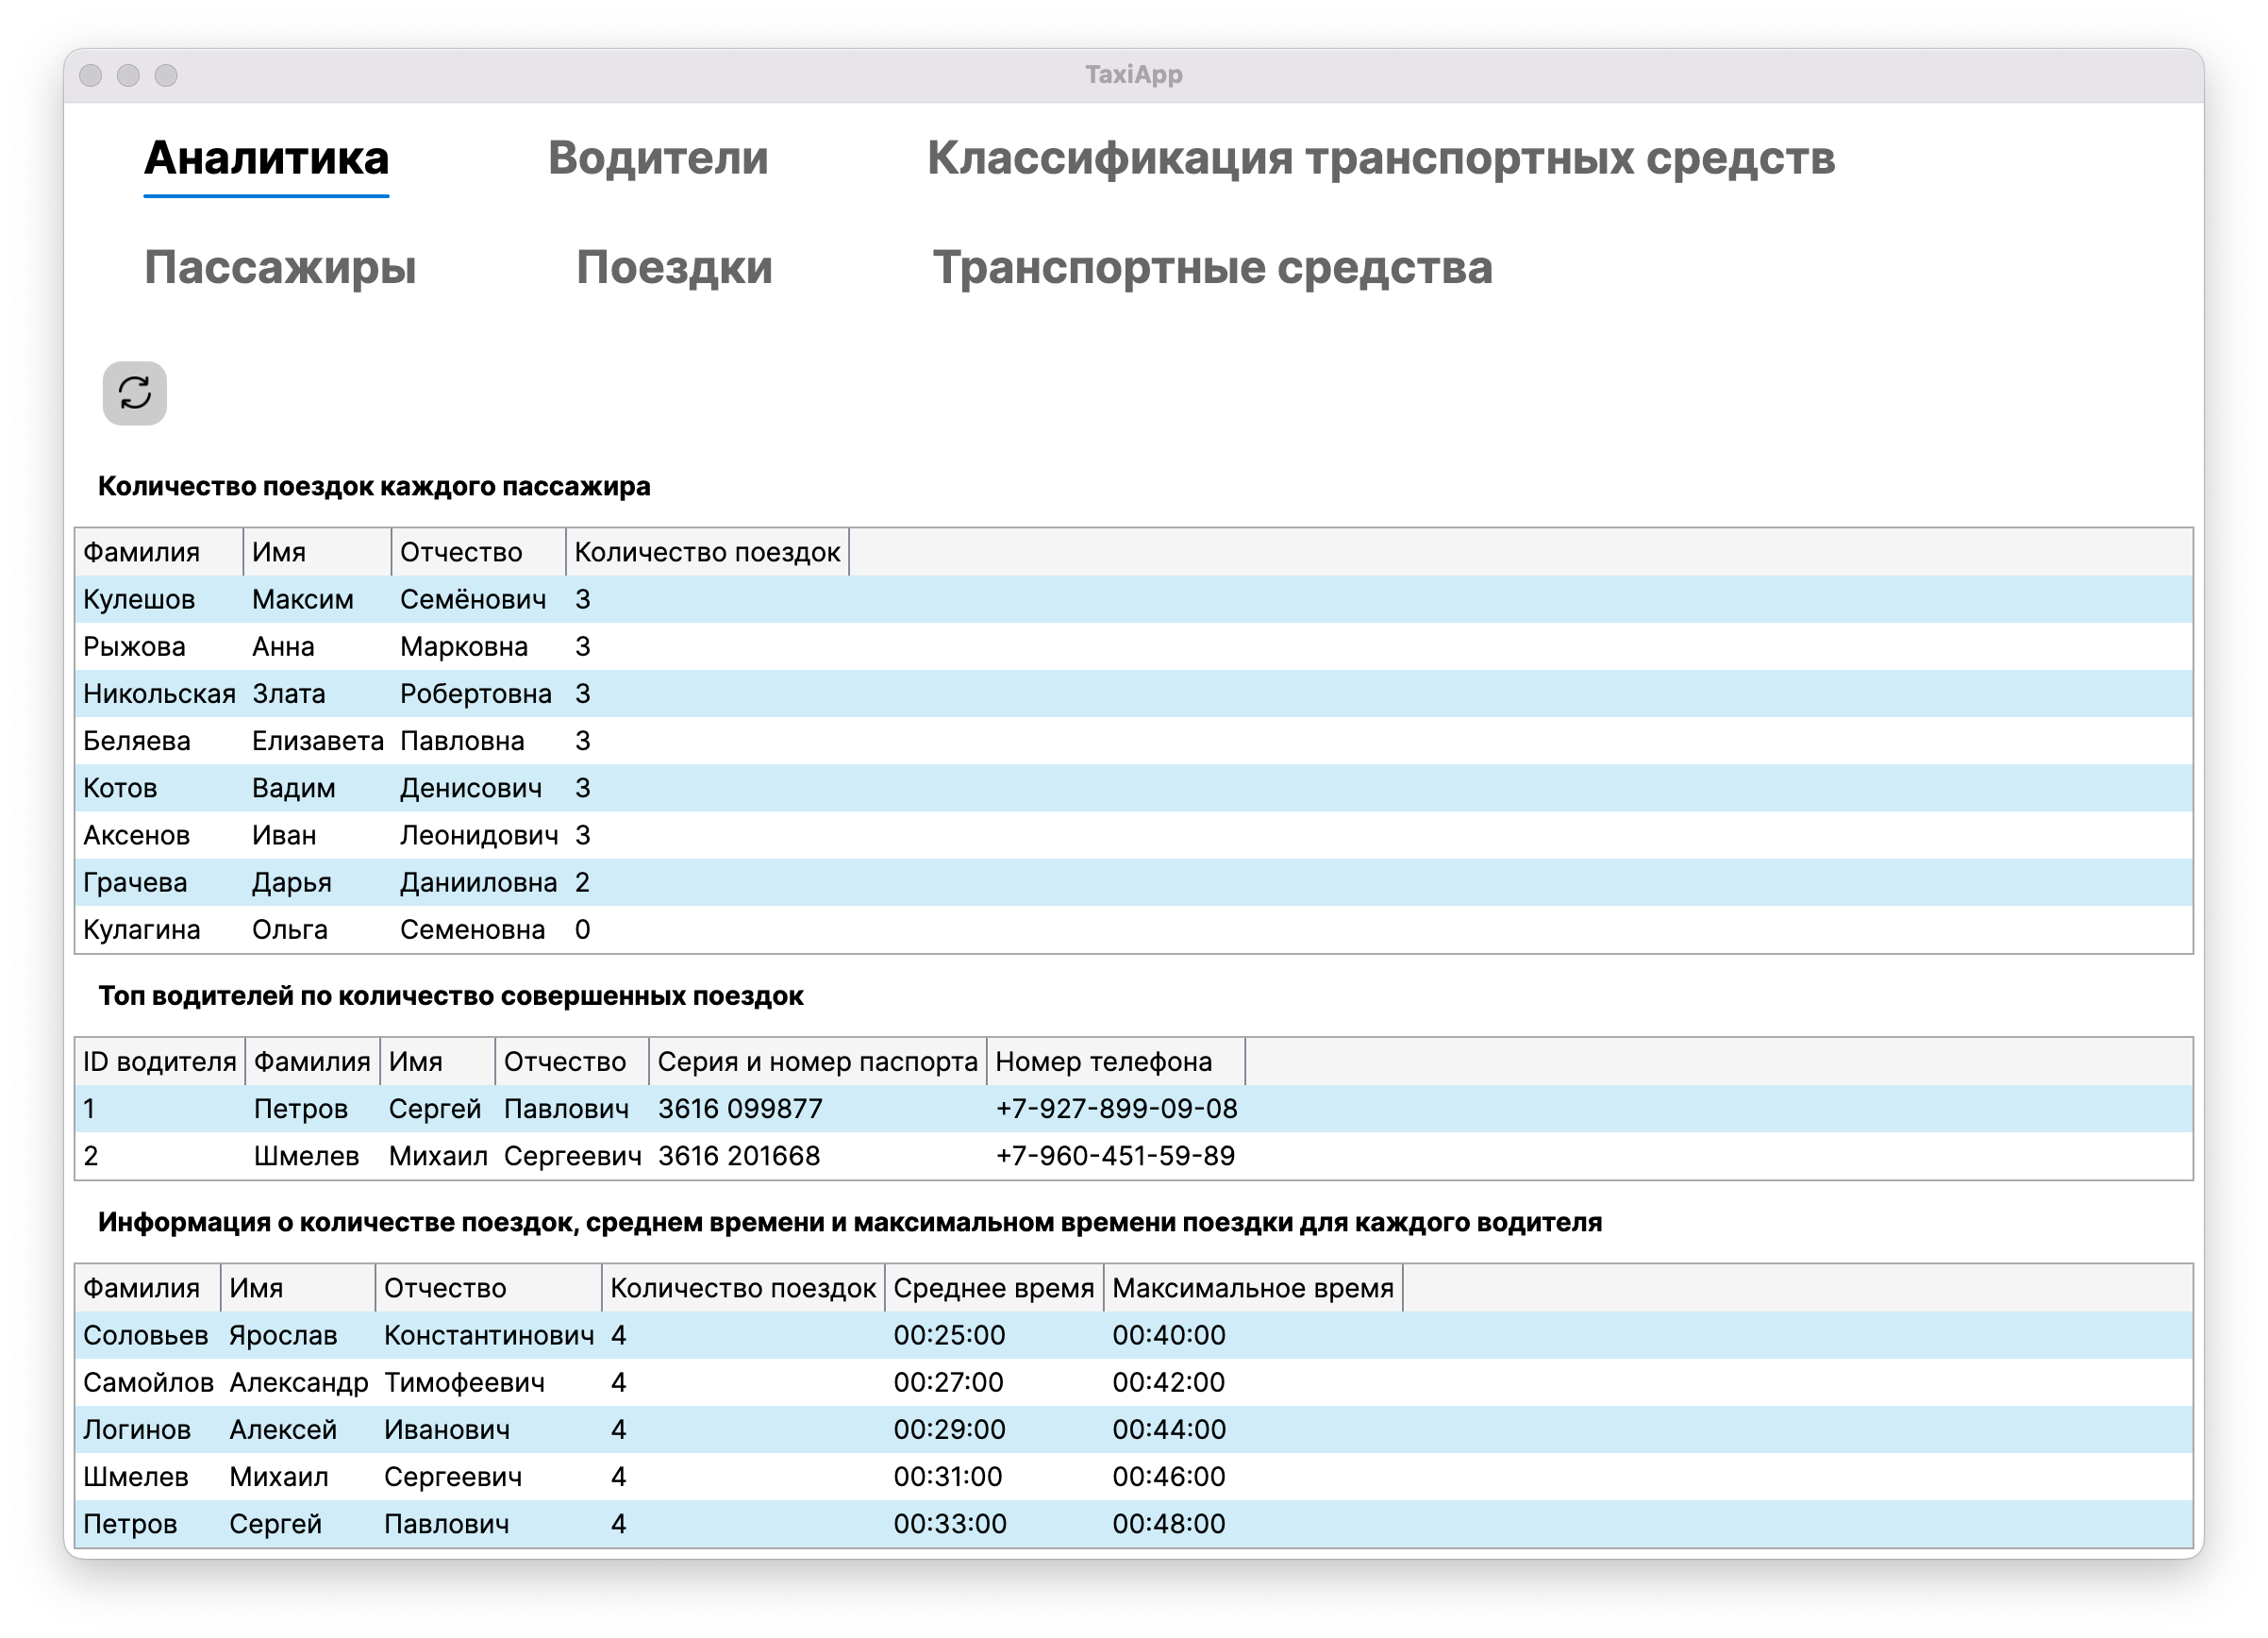 TaxiApp
Аналитика Водители Классификация транспортных средств
Пассажиры Поездки Транспортные средства
Количество поездок каждого пассажира
Фамилия Имя Отчество Количество поездок
Кулешов Максим Семёнович 3
Рыжова Анна Марковна 3
Никольская Злата Робертовна 3
Беляева Елизавета Павловна 3
Котов Вадим Денисович 3
Аксенов Иван Леонидович 3
Грачева Дарья Данииловна 2
Кулагина Ольга Семеновна 0
Топ водителей по количество совершенных поездок
ID водителя Фамилия Имя Отчество Серия и номер паспорта Номер телефона
1 Петров Сергей Павлович 3616 099877 +7-927-899-09-08
2 Шмелев Михаил Сергеевич 3616 201668 +7-960-451-59-89
Информация о количестве поездок, среднем времени и максимальном времени поездки для каждого водителя
Фамилия Имя Отчество Количество поездок Среднее время Максимальное время
Соловьев Ярослав Константинович 4 00:25:00 00:40:00
Самойлов Александр Тимофеевич 4 00:27:00 00:42:00
Логинов Алексей Иванович 4 00:29:00 00:44:00
Шмелев Михаил Сергеевич 4 00:31:00 00:46:00
Петров Сергей Павлович 4 00:33:00 00:48:00